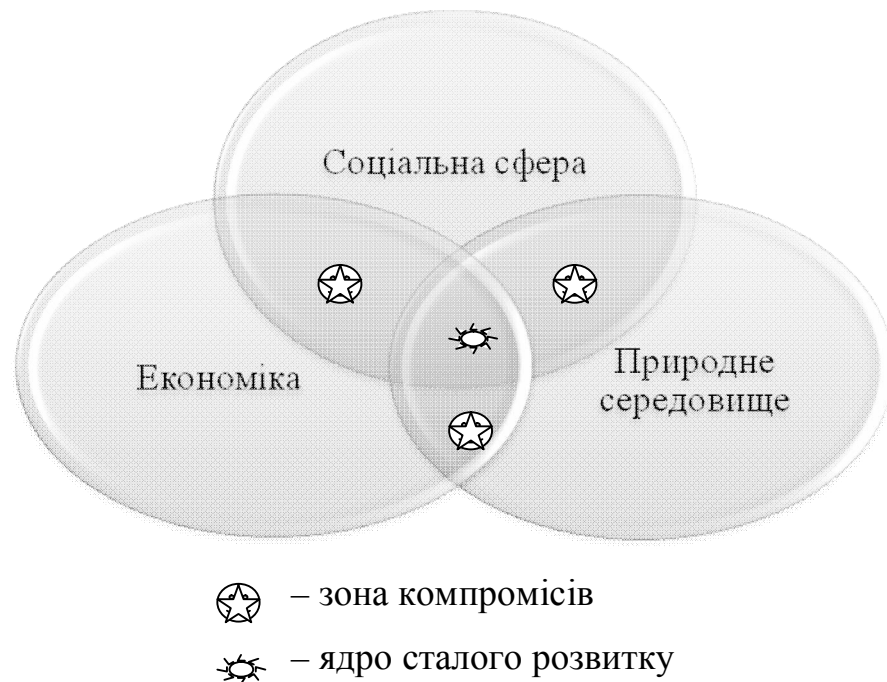 Соціальна сфера
Економіка
Природне
середовище
– зона компромісів
– ядро сталого розвитку